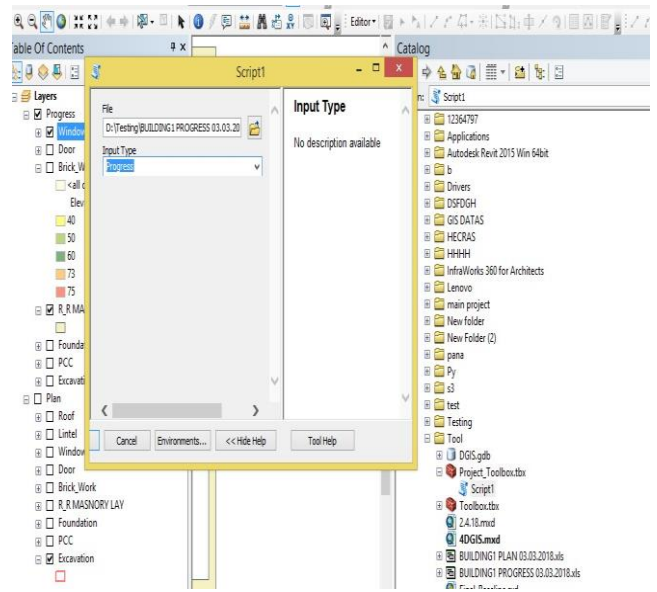 Editor
able Of Contents
Layers
Progress
Window
Door
Brick_W
<all o
Elev
40
50
60
73
75
R_R MA
Founda
PCC
Excavati
Plan
Roof
Lintel
Window
Door
Brick_Work
R_R MASNORY LAY
Foundation
PCC
Excavation
Script1
File
D:\Testing\BUILDING1 PROGRESS 03.03.20
Input Type
Progress
Input Type
No description available
Cancel
Environments...
<< Hide Help
Tool Help
Catalog
n:
Script1
12364797
Applications
Autodesk Revit 2015 Win 64bit
b
Drivers
DSFDGH
GIS DATAS
HECRAS
HHHH
InfraWorks 360 for Architects
Lenovo
main project
New folder
New Folder (2)
pana
Py
s3
test
Testing
Tool
DGIS.gdb
Project_Toolbox.tbx
Script1
Toolbox.tbx
2.4.18.mxd
4DGIS.mxd
BUILDING1 PLAN 03.03.2018.xls
BUILDING1 PROGRESS 03.03.2018.xls